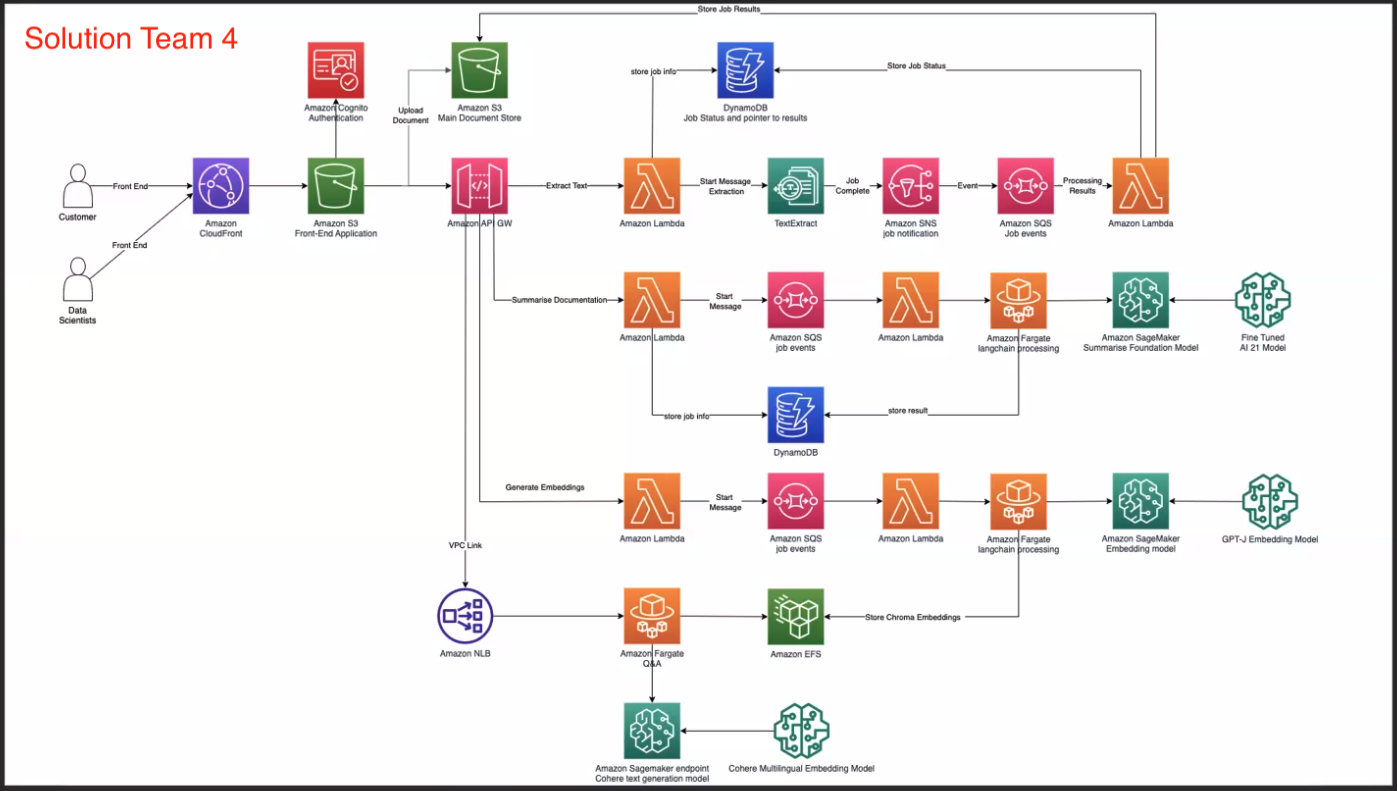 Store Job Results
Solution Team 4
Amazon Cognito
Authentication
Upload
Document
Amazon S3
Main Document Store
store job info
DynamoDB
Job Status and pointer to results
Store Job Status
Customer
Front End
Front End
Data
Scientists
Amazon
CloudFront
Amazon S3
Front-End Application
Amazon API GW
Extract Text
Amazon Lambda
Start Message
Extraction
TextExtract
Job
Complete
Amazon SNS
job notification
Event
Amazon SQS
Job events
Processing
Results
Amazon Lambda
Summarise Documentation
Amazon Lambda
Start
Message
Amazon SQS
job events
Amazon Lambda
Amazon Fargate
langchain processing
Amazon SageMaker
Summarise Foundation Model
Fine Tuned
AI 21 Model
store job info
DynamoDB
store result
Generate Embeddings
Amazon Lambda
Start
Message
Amazon SQS
job events
Amazon Lambda
Amazon Fargate
langchain processing
Amazon SageMaker
Embedding model
GPT-J Embedding Model
VPC Link
Amazon NLB
Amazon Fargate
Q&A
Amazon EFS
Store Chroma Embeddings
Amazon Sagemaker endpoint
Cohere text generation model
Cohere Multilingual Embedding Model